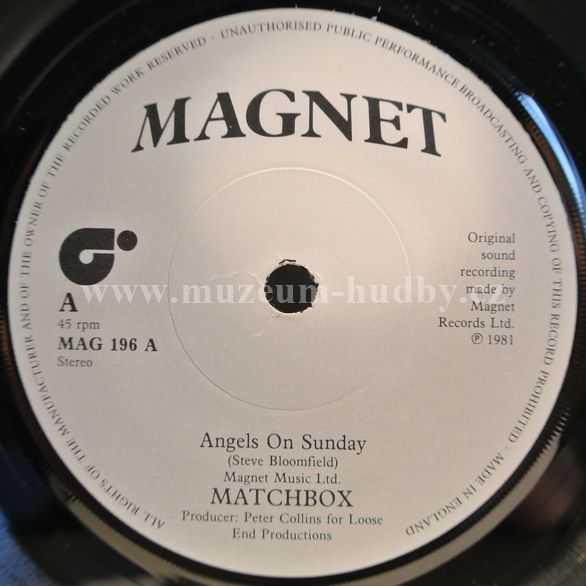 ALL RIGHTS OF THE MANUFACTURER AND OF THE OWNER OF THE RECORDED WORK RESERVED · UNAUTHORISED PUBLIC PERFORMANCE BROADCASTING AND COPYING OF THIS RECORD PROHIBITED · MADE IN ENGLAND
MAGNET
Original
sound
recording
made by
Magnet
Records Ltd.
℗ 1981
www.muzeum-hudby.cz
A
45 rpm
MAG 196 A
Stereo
Angels On Sunday
(Steve Bloomfield)
Magnet Music Ltd.
MATCHBOX
Producer: Peter Collins for Loose
End Productions